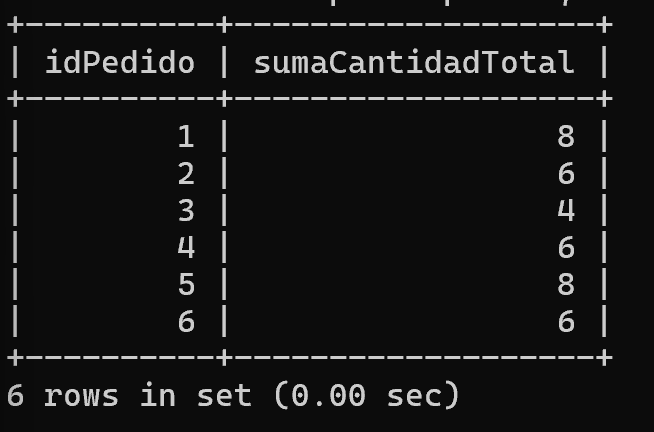 +----------+-------------------+
| idPedido | sumaCantidadTotal |
+----------+-------------------+
|        1 |                 8 |
|        2 |                 6 |
|        3 |                 4 |
|        4 |                 6 |
|        5 |                 8 |
|        6 |                 6 |
+----------+-------------------+
6 rows in set (0.00 sec)